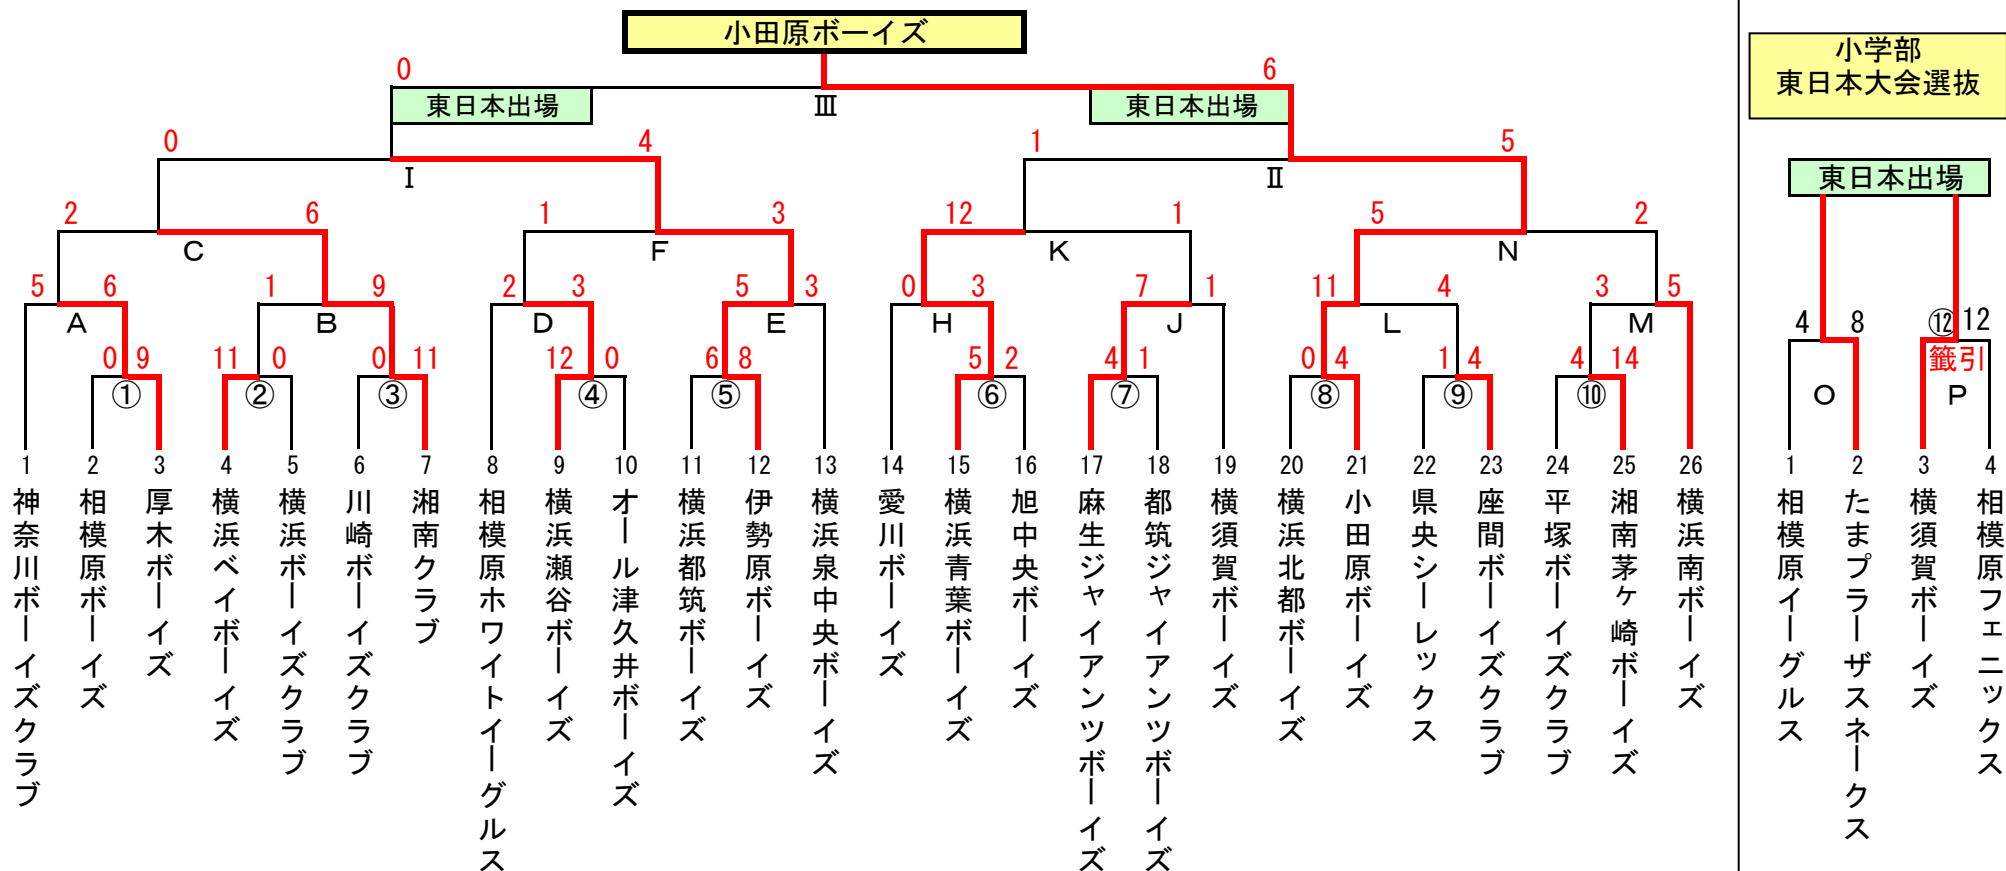 小田原ボーイズ
0 6
東日本出場 Ⅲ 東日本出場
0 4 1 5
Ⅰ Ⅱ
2 6 1 3 12 1 5 2
C F K N
5 6 1 9 2 3 5 3 0 3 7 1 11 4 3 5
A B D E H J L M
0 9 11 0 0 11 12 0 6 8 5 2 4 1 0 4 1 4 4 14
① ② ③ ④ ⑤ ⑥ ⑦ ⑧ ⑨ ⑩
1 2 3 4 5 6 7 8 9 10 11 12 13 14 15 16 17 18 19 20 21 22 23 24 25 26
神奈川ボーイズクラブ
相模原ボーイズ
厚木ボーイズ
横浜ベイボーイズ
横浜ボーイズクラブ
川崎ボーイズクラブ
湘南クラブ
相模原ホワイトイーグルス
横浜瀬谷ボーイズ
オール津久井ボーイズ
横浜都筑ボーイズ
伊勢原ボーイズ
横浜泉中央ボーイズ
愛川ボーイズ
横浜青葉ボーイズ
旭中央ボーイズ
麻生ジャイアンツボーイズ
都筑ジャイアンツボーイズ
横須賀ボーイズ
横浜北都ボーイズ
小田原ボーイズ
県央シーレックス
座間ボーイズクラブ
平塚ボーイズクラブ
湘南茅ケ崎ボーイズ
横浜南ボーイズ
小学部
東日本大会選抜
東日本出場
4 8 ⑫ 12
籤引
O P
1 2 3 4
相模原イーグルス
たまプラーザスネークス
横須賀ボーイズ
相模原フェニックス